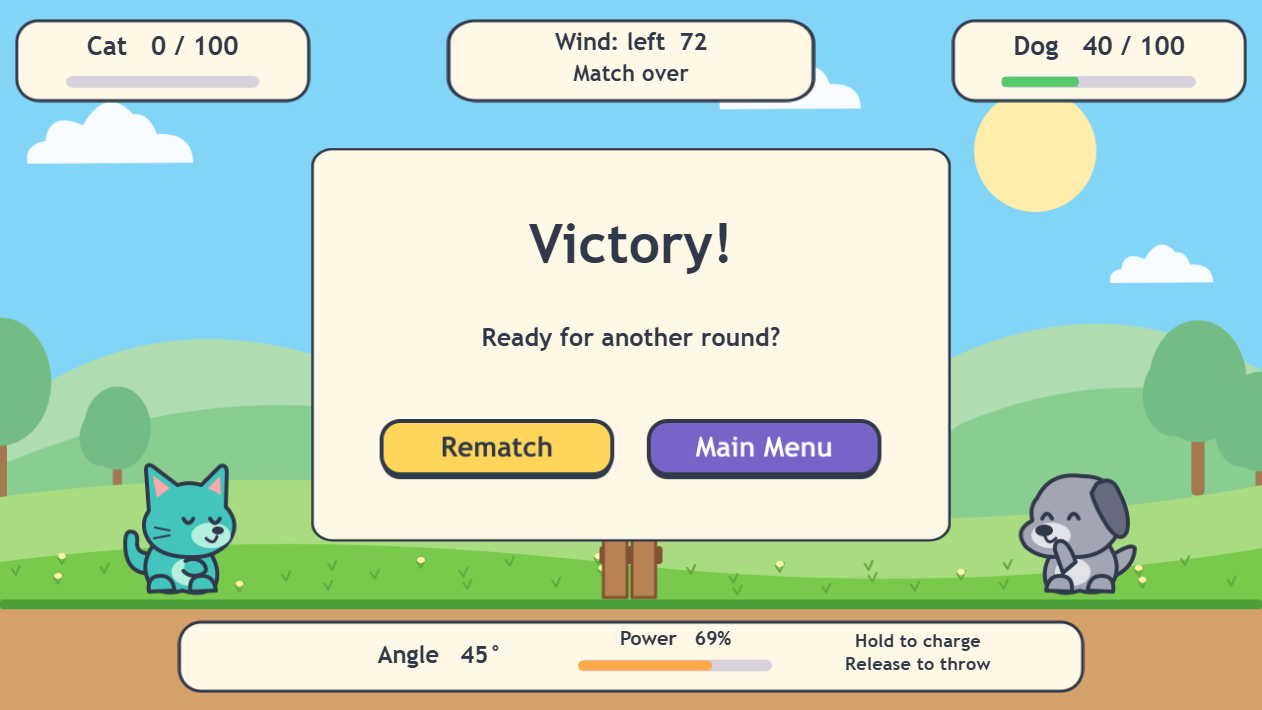 Cat 0 / 100
Wind: left 72
Match over
Dog 40 / 100
Victory!
Ready for another round?
Rematch
Main Menu
Angle 45°
Power 69%
Hold to charge
Release to throw